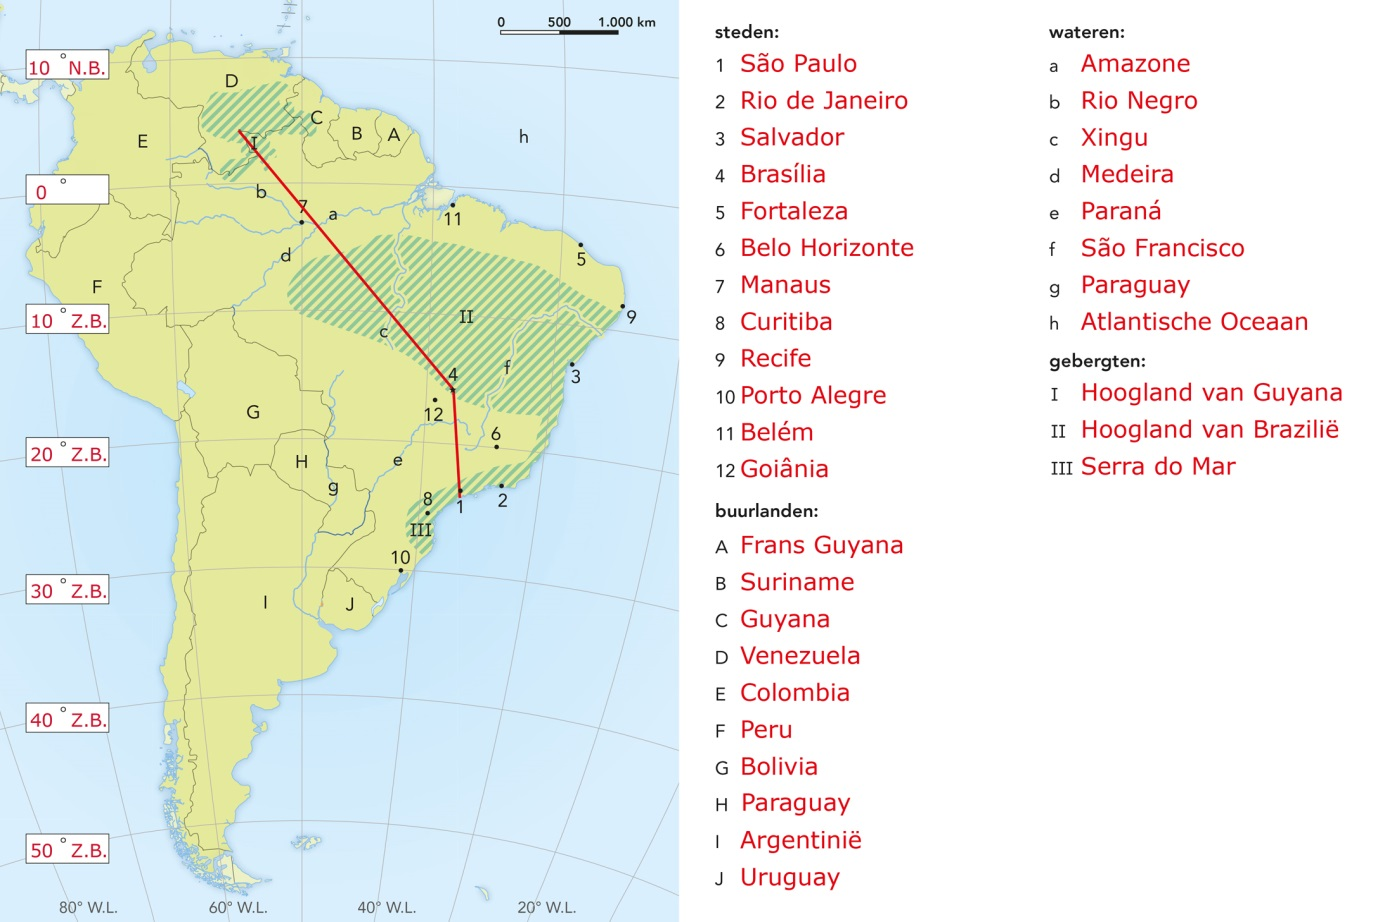 0 500 1.000 km
10 ° N.B.
0 °
10 ° Z.B.
20 ° Z.B.
30 ° Z.B.
40 ° Z.B.
50 ° Z.B.
80° W.L. 60° W.L. 40° W.L. 20° W.L.
D
C
B
A
E
I
h
b
7
a
11
d
5
F
II
9
c
4
f
3
G
12
6
H
e
g
8
1
2
III
10
I
J
steden:
1 São Paulo
2 Rio de Janeiro
3 Salvador
4 Brasília
5 Fortaleza
6 Belo Horizonte
7 Manaus
8 Curitiba
9 Recife
10 Porto Alegre
11 Belém
12 Goiânia
buurlanden:
A Frans Guyana
B Suriname
C Guyana
D Venezuela
E Colombia
F Peru
G Bolivia
H Paraguay
I Argentinië
J Uruguay
wateren:
a Amazone
b Rio Negro
c Xingu
d Medeira
e Paraná
f São Francisco
g Paraguay
h Atlantische Oceaan
gebergten:
I Hoogland van Guyana
II Hoogland van Brazilië
III Serra do Mar